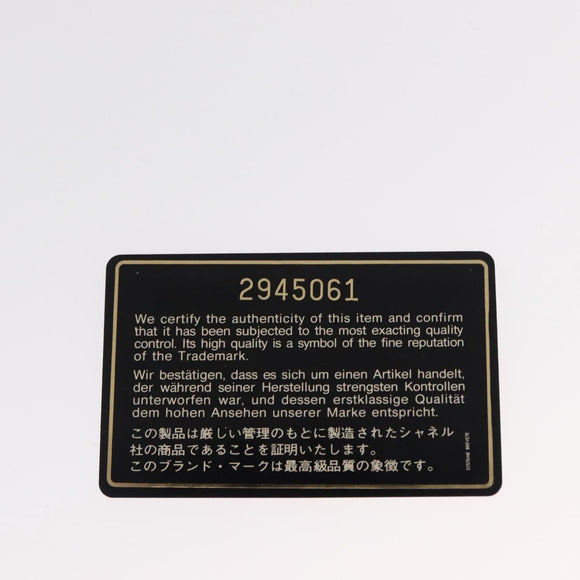 2945061
We certify the authenticity of this item and confirm
that it has been subjected to the most exacting quality
control. Its high quality is a symbol of the fine reputation
of the Trademark.
Wir bestätigen, dass es sich um einen Artikel handelt,
der während seiner Herstellung strengsten Kontrollen
unterworfen war, und dessen erstklassige Qualität
dem hohen Ansehen unserer Marke entspricht.
この製品は厳しい管理のもとに製造されたシャネル
社の商品であることを証明いたします。
このブランド・マークは最高級品質の象徴です。
SYSTEME BREVETE